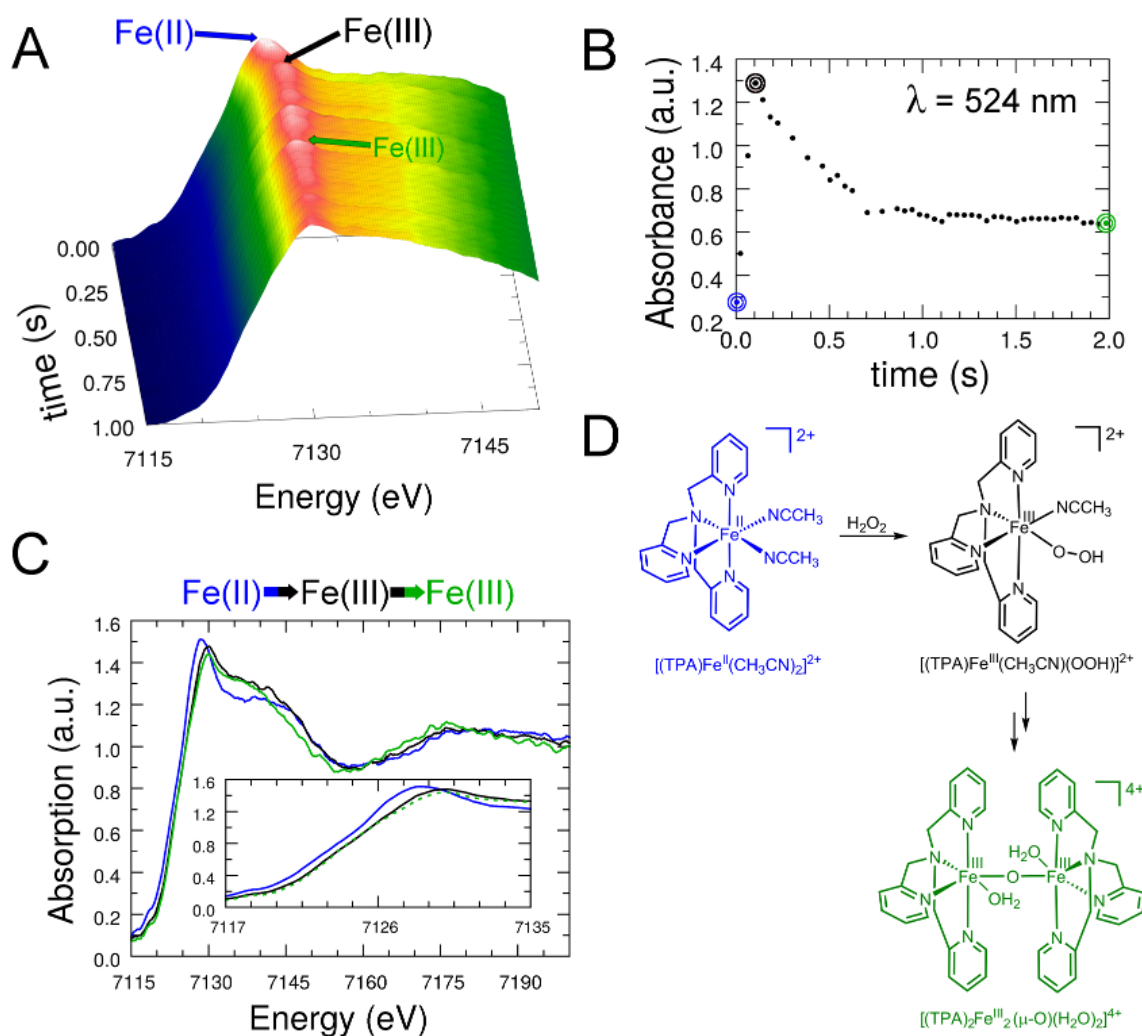 A
Fe(II)
Fe(III)
Fe(III)
0.00
0.25
0.50
0.75
1.00
time (s)
7115
7130
7145
Energy (eV)
B
λ = 524 nm
Absorbance (a.u.)
1.4
1.2
1.0
0.8
0.6
0.4
0.2
0.0
0.5
1.0
1.5
2.0
time (s)
C
Fe(II) Fe(III) Fe(III)
Absorption (a.u.)
1.6
1.4
1.2
1.0
0.8
0.6
0.4
0.2
0.0
1.6
1.2
0.8
0.4
0.0
7117
7126
7135
7115
7130
7145
7160
7175
7190
Energy (eV)
D
2+
N
N
N
N
Fe
II
NCCH₃
NCCH₃
[(TPA)Feᴵᴵ(CH₃CN)₂]²⁺
H₂O₂
2+
N
N
N
N
Fe
III
NCCH₃
O-OH
[(TPA)Feᴵᴵᴵ(CH₃CN)(OOH)]²⁺
4+
N
N
N
N
III
Fe
OH₂
O
H₂O
III
Fe
N
N
N
N
[(TPA)₂Feᴵᴵᴵ₂(μ-O)(H₂O)₂]⁴⁺